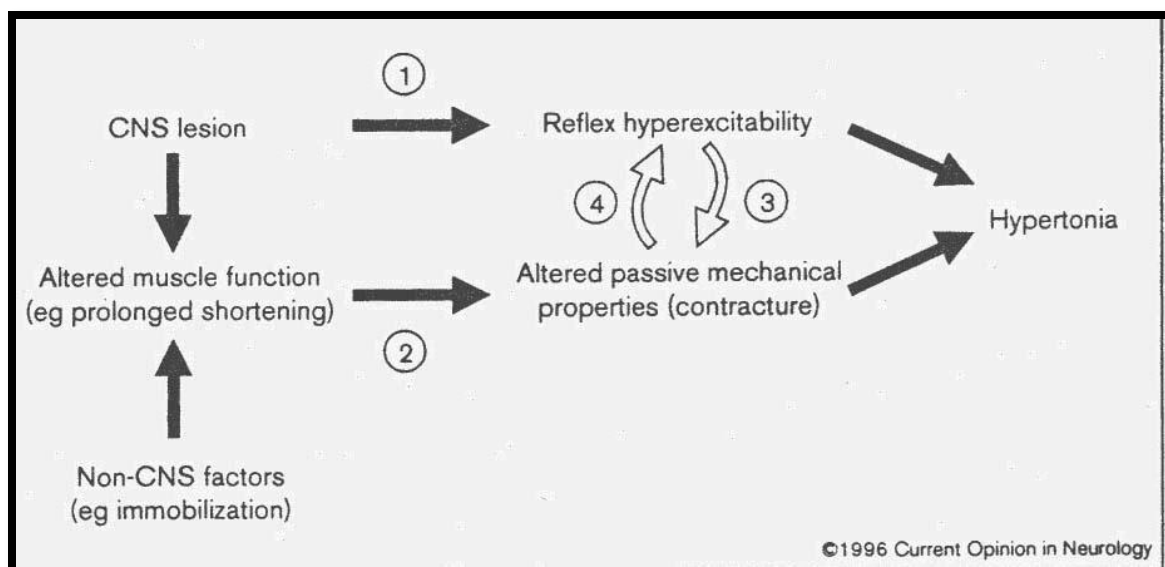 1
CNS lesion
Reflex hyperexcitability
4
3
Hypertonia
Altered muscle function
(eg prolonged shortening)
Altered passive mechanical
properties (contracture)
2
Non-CNS factors
(eg immobilization)
©1996 Current Opinion in Neurology